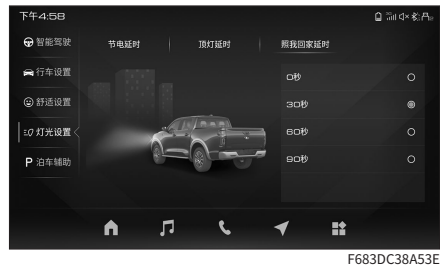 下午4:58
智能驾驶
行车设置
舒适设置
灯光设置
P 泊车辅助
节电延时 顶灯延时 照我回家延时
0秒
30秒
60秒
90秒
F683DC38A53E